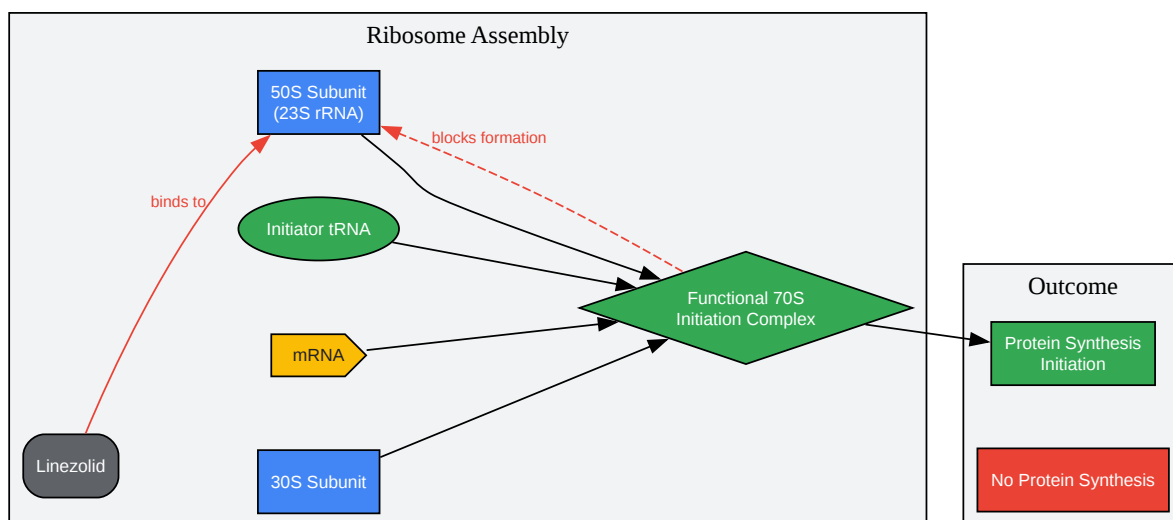 Ribosome Assembly
50S Subunit
(23S rRNA)
blocks formation
binds to
Initiator tRNA
Functional 70S
Initiation Complex
mRNA
Linezolid
30S Subunit
Outcome
Protein Synthesis
Initiation
No Protein Synthesis